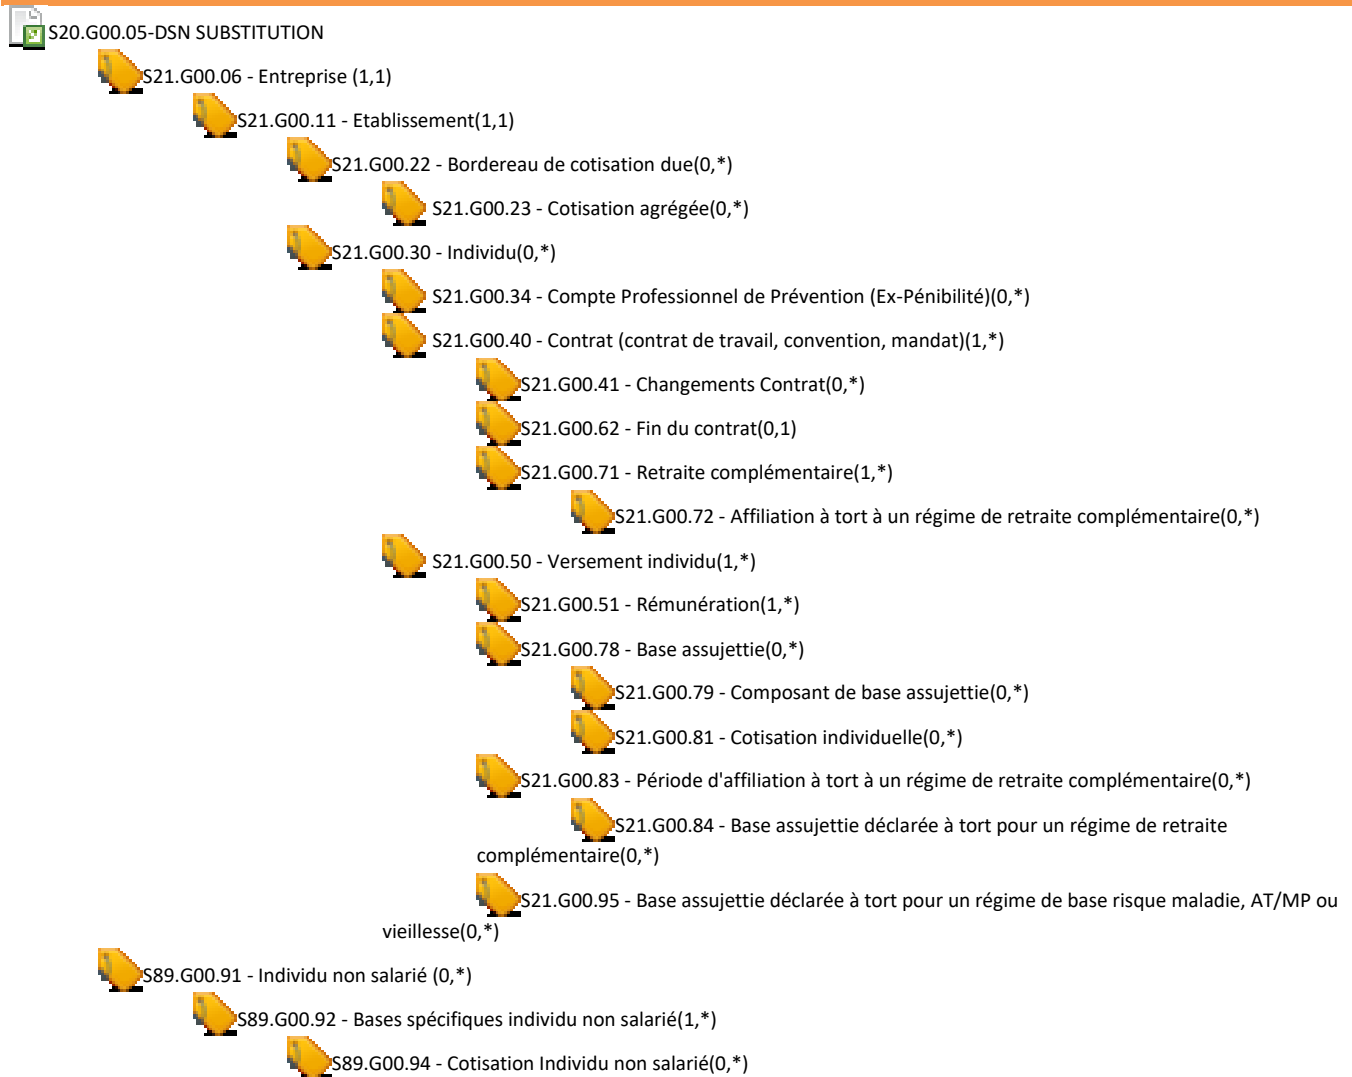 S20.G00.05-DSN SUBSTITUTION
S21.G00.06 - Entreprise (1,1)
S21.G00.11 - Etablissement(1,1)
S21.G00.22 - Bordereau de cotisation due(0,*)
S21.G00.23 - Cotisation agrégée(0,*)
S21.G00.30 - Individu(0,*)
S21.G00.34 - Compte Professionnel de Prévention (Ex-Pénibilité)(0,*)
S21.G00.40 - Contrat (contrat de travail, convention, mandat)(1,*)
S21.G00.41 - Changements Contrat(0,*)
S21.G00.62 - Fin du contrat(0,1)
S21.G00.71 - Retraite complémentaire(1,*)
S21.G00.72 - Affiliation à tort à un régime de retraite complémentaire(0,*)
S21.G00.50 - Versement individu(1,*)
S21.G00.51 - Rémunération(1,*)
S21.G00.78 - Base assujettie(0,*)
S21.G00.79 - Composant de base assujettie(0,*)
S21.G00.81 - Cotisation individuelle(0,*)
S21.G00.83 - Période d'affiliation à tort à un régime de retraite complémentaire(0,*)
S21.G00.84 - Base assujettie déclarée à tort pour un régime de retraite
complémentaire(0,*)
S21.G00.95 - Base assujettie déclarée à tort pour un régime de base risque maladie, AT/MP ou
vieillesse(0,*)
S89.G00.91 - Individu non salarié (0,*)
S89.G00.92 - Bases spécifiques individu non salarié(1,*)
S89.G00.94 - Cotisation Individu non salarié(0,*)